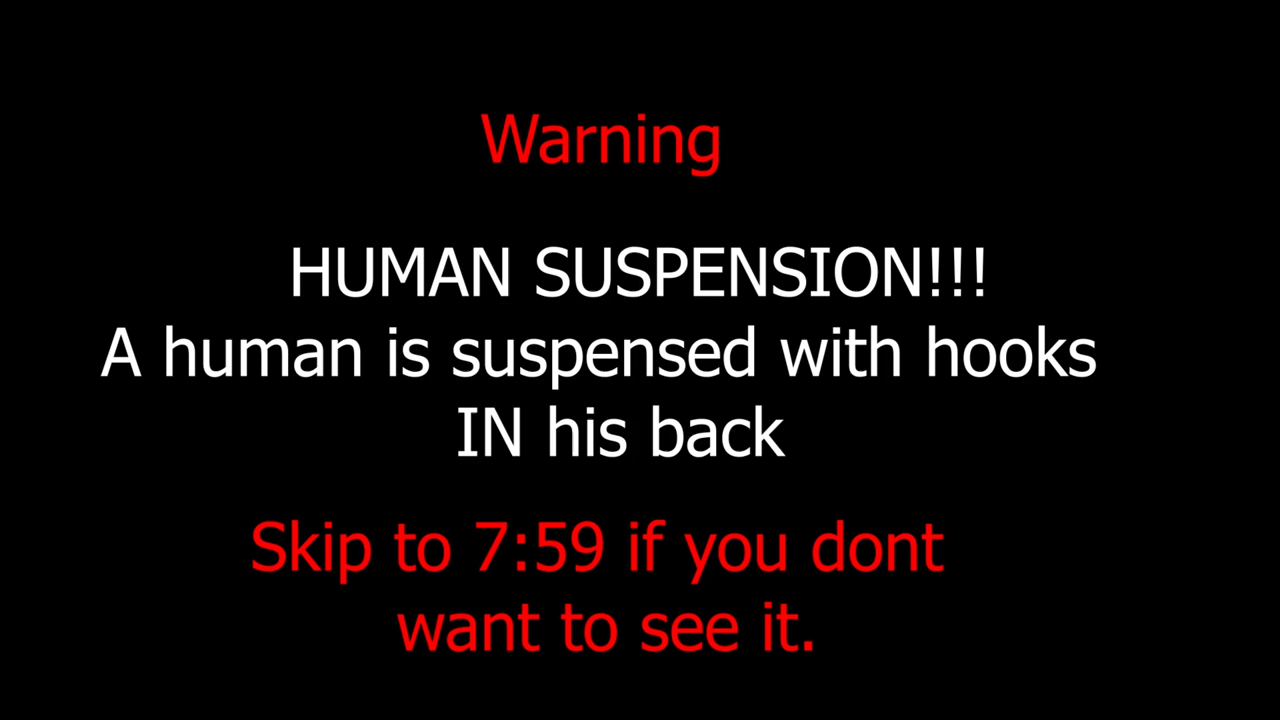 Warning
HUMAN SUSPENSION!!!
A human is suspensed with hooks
IN his back
Skip to 7:59 if you dont
want to see it.